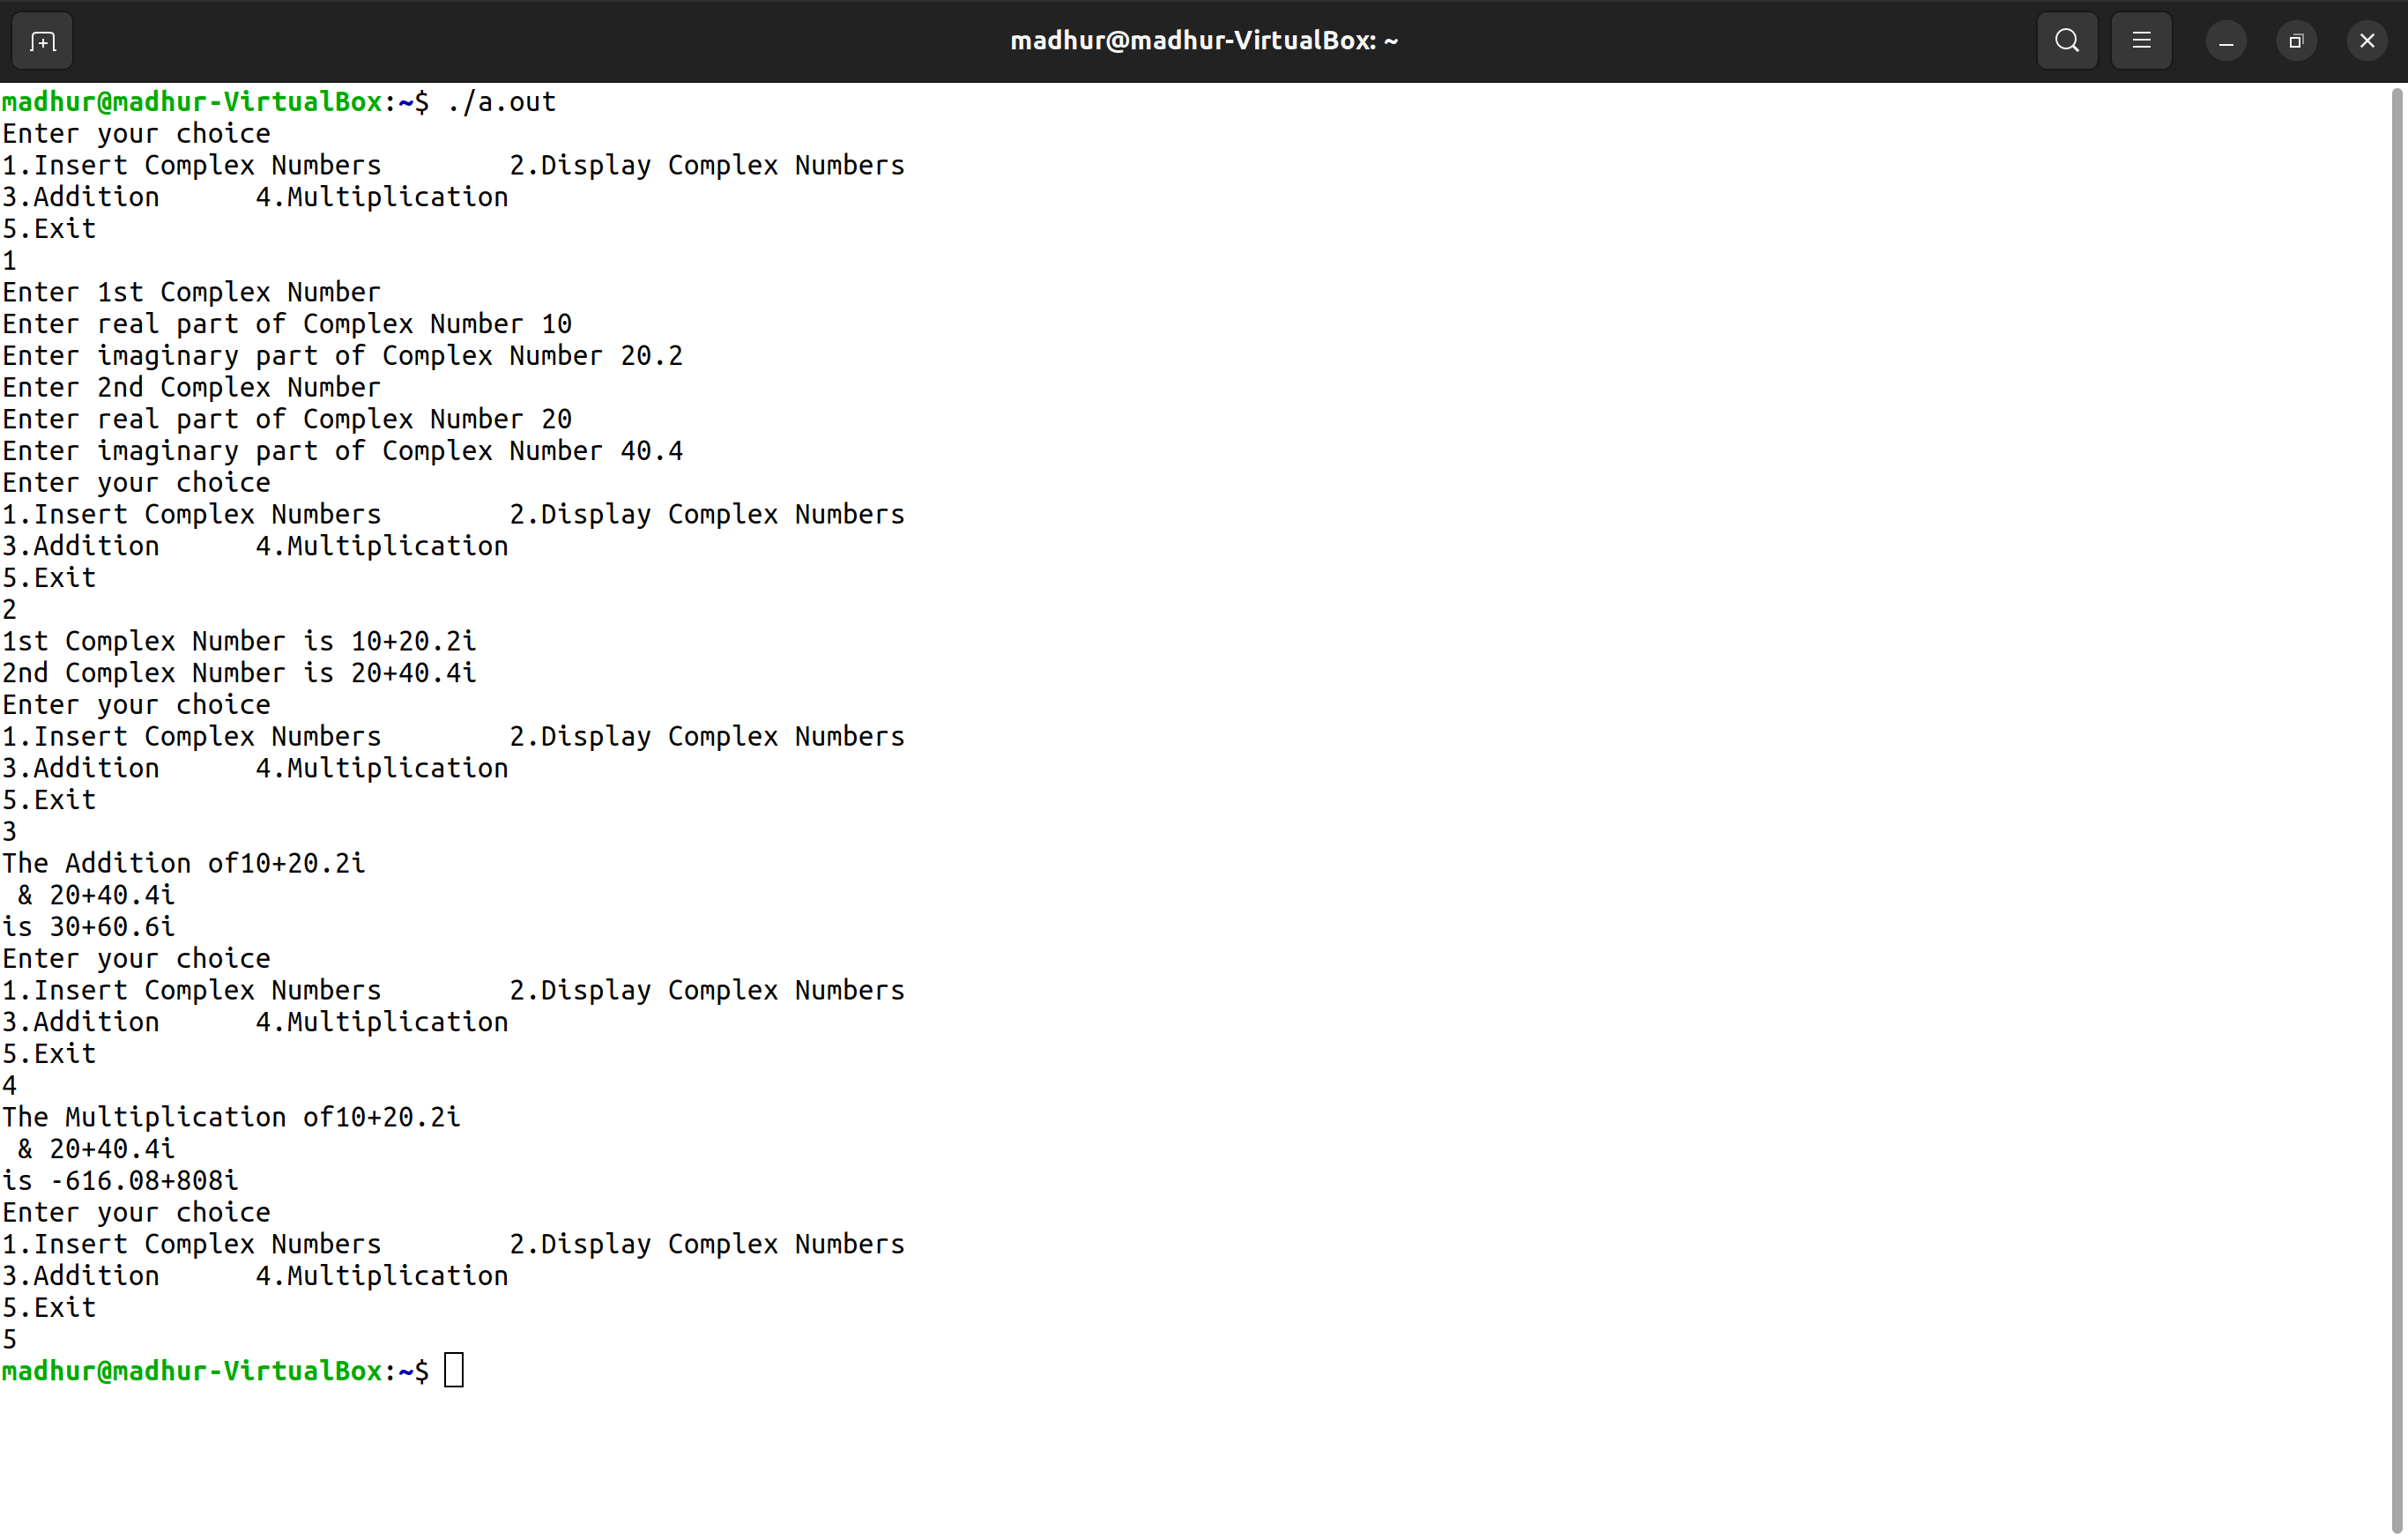 madhur@madhur-VirtualBox: ~
madhur@madhur-VirtualBox:~$ ./a.out
Enter your choice
1.Insert Complex Numbers        2.Display Complex Numbers
3.Addition      4.Multiplication
5.Exit
1
Enter 1st Complex Number
Enter real part of Complex Number 10
Enter imaginary part of Complex Number 20.2
Enter 2nd Complex Number
Enter real part of Complex Number 20
Enter imaginary part of Complex Number 40.4
Enter your choice
1.Insert Complex Numbers        2.Display Complex Numbers
3.Addition      4.Multiplication
5.Exit
2
1st Complex Number is 10+20.2i
2nd Complex Number is 20+40.4i
Enter your choice
1.Insert Complex Numbers        2.Display Complex Numbers
3.Addition      4.Multiplication
5.Exit
3
The Addition of10+20.2i
 & 20+40.4i
is 30+60.6i
Enter your choice
1.Insert Complex Numbers        2.Display Complex Numbers
3.Addition      4.Multiplication
5.Exit
4
The Multiplication of10+20.2i
 & 20+40.4i
is -616.08+808i
Enter your choice
1.Insert Complex Numbers        2.Display Complex Numbers
3.Addition      4.Multiplication
5.Exit
5
madhur@madhur-VirtualBox:~$